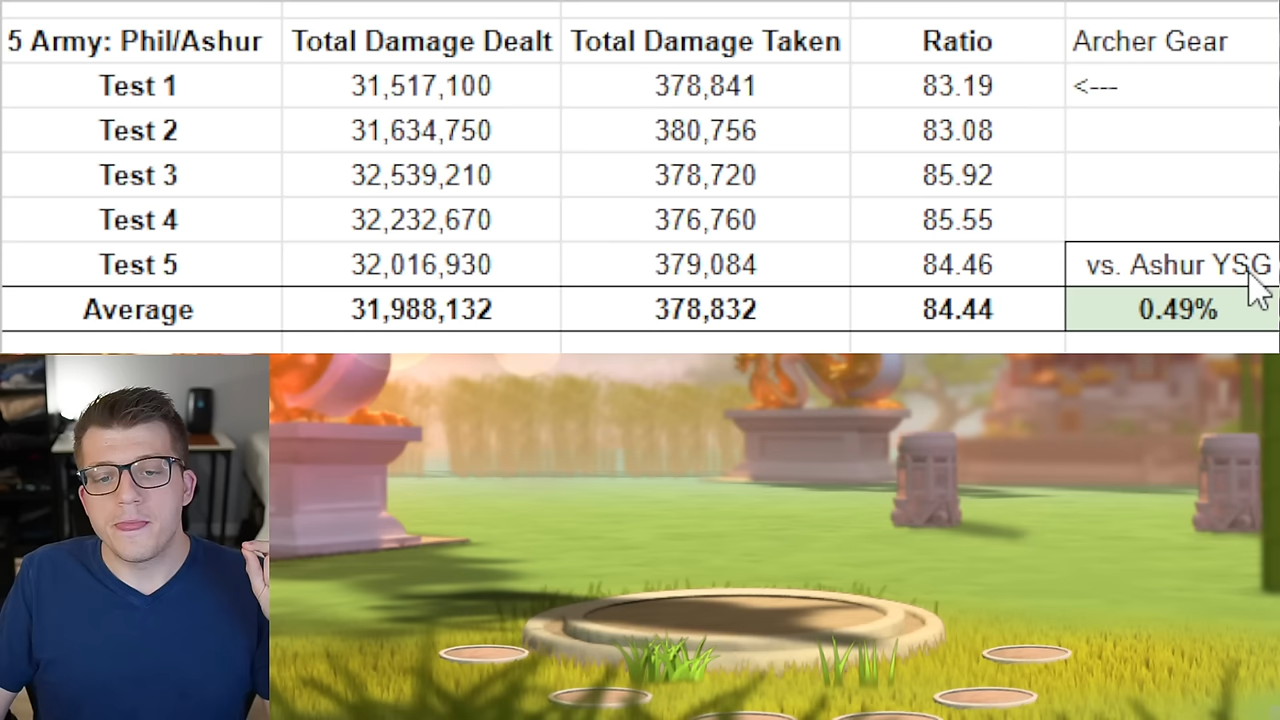 5 Army: Phil/Ashur Total Damage Dealt Total Damage Taken Ratio Archer Gear
Test 1 31,517,100 378,841 83.19 <---
Test 2 31,634,750 380,756 83.08
Test 3 32,539,210 378,720 85.92
Test 4 32,232,670 376,760 85.55
Test 5 32,016,930 379,084 84.46 vs. Ashur YSG
Average 31,988,132 378,832 84.44 0.49%